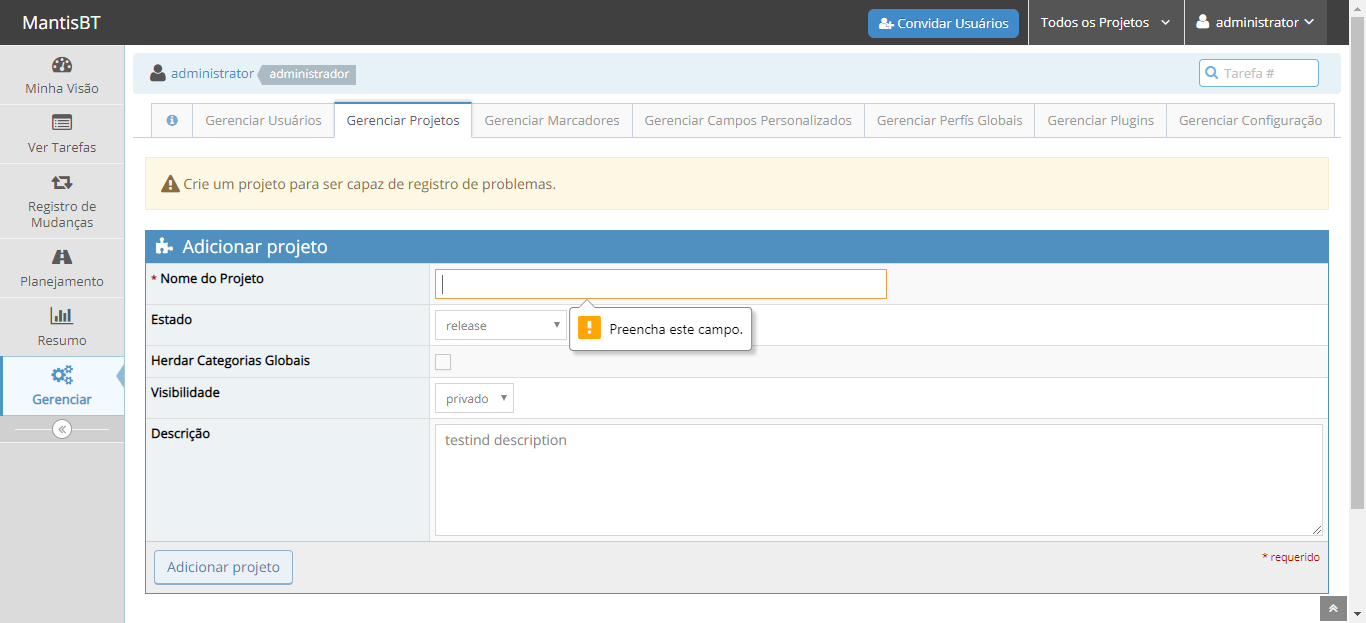 MantisBT
Convidar Usuários
Todos os Projetos
administrator
Minha Visão
Ver Tarefas
Registro de
Mudanças
Planejamento
Resumo
Gerenciar
administrator
administrador
Tarefa #
Gerenciar Usuários
Gerenciar Projetos
Gerenciar Marcadores
Gerenciar Campos Personalizados
Gerenciar Perfís Globais
Gerenciar Plugins
Gerenciar Configuração
Crie um projeto para ser capaz de registro de problemas.
Adicionar projeto
* Nome do Projeto
Preencha este campo.
Estado
release
Herdar Categorias Globais
Visibilidade
privado
Descrição
testind description
Adicionar projeto
* requerido